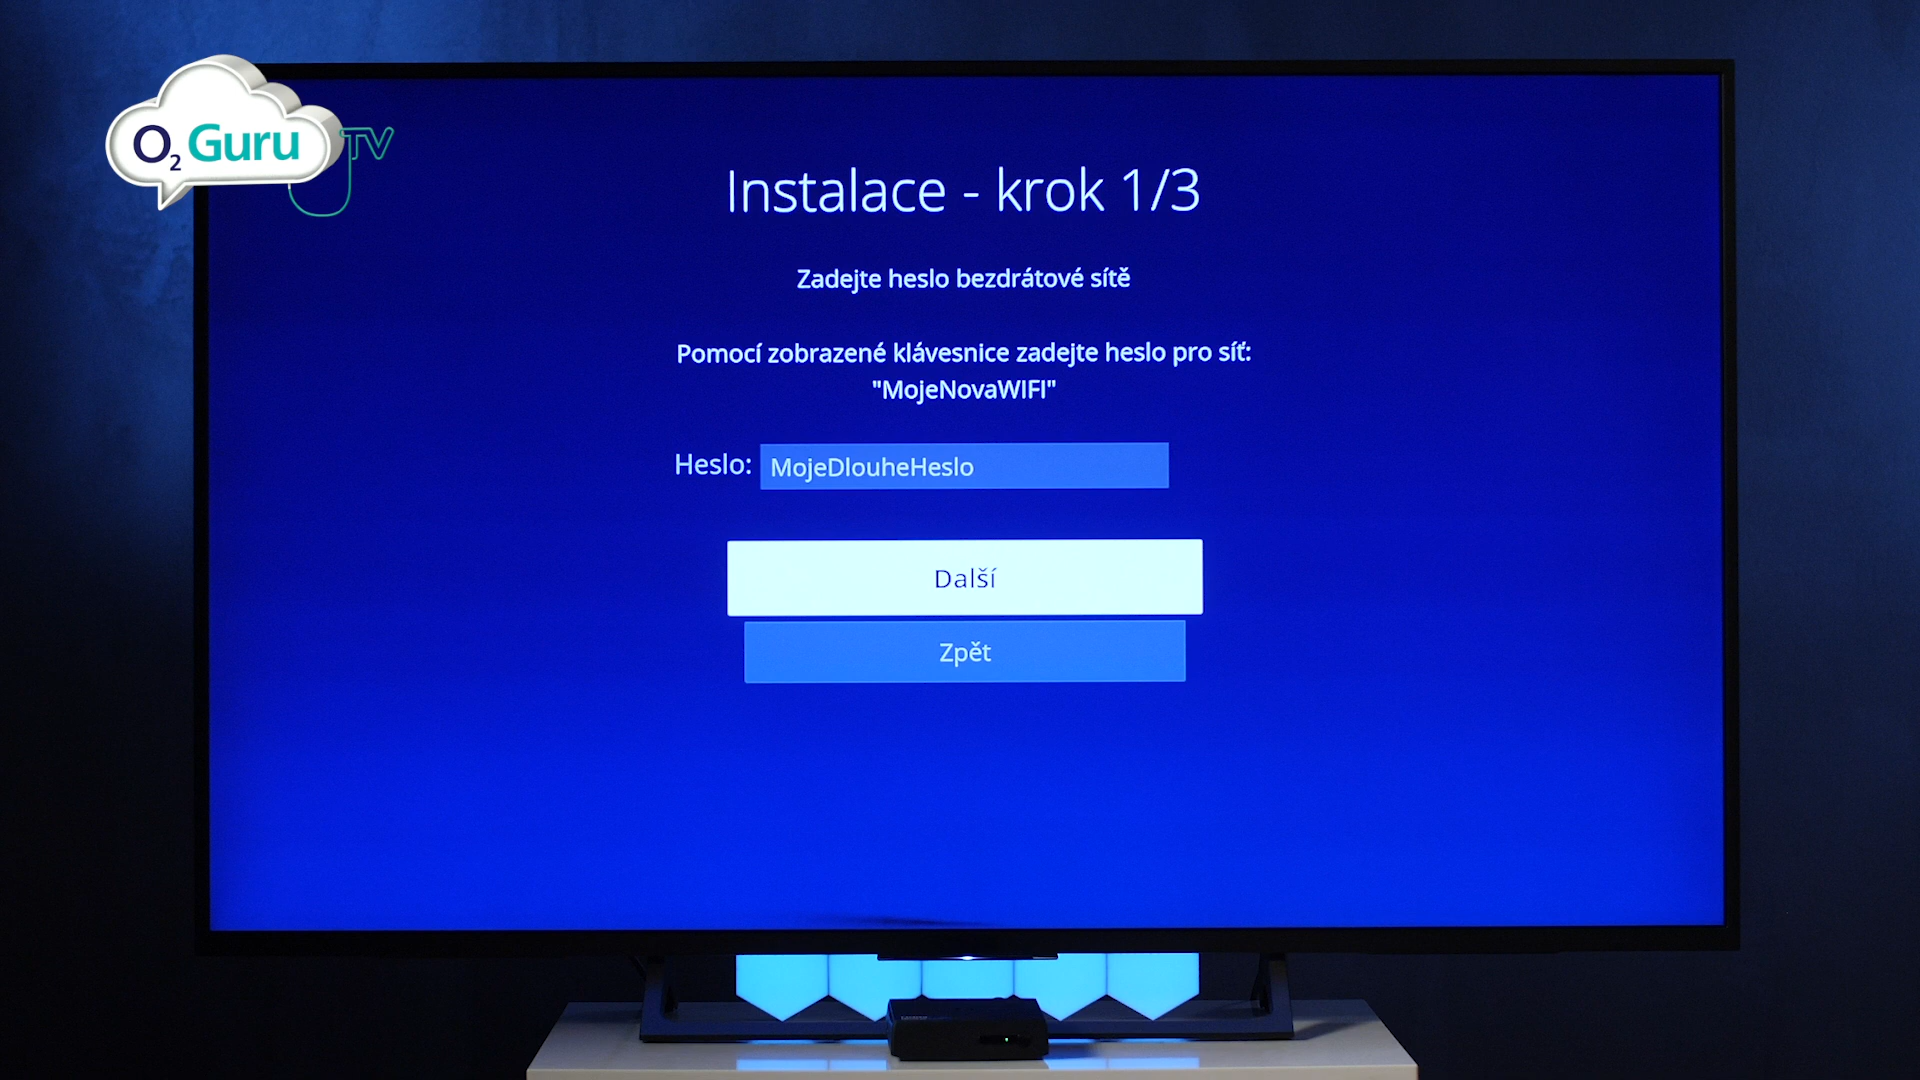 O2 Guru
TV
Instalace - krok 1/3
Zadejte heslo bezdrátové sítě
Pomocí zobrazené klávesnice zadejte heslo pro síť:
"MojeNovaWIFI"
Heslo: MojeDlouheHeslo
Další
Zpět